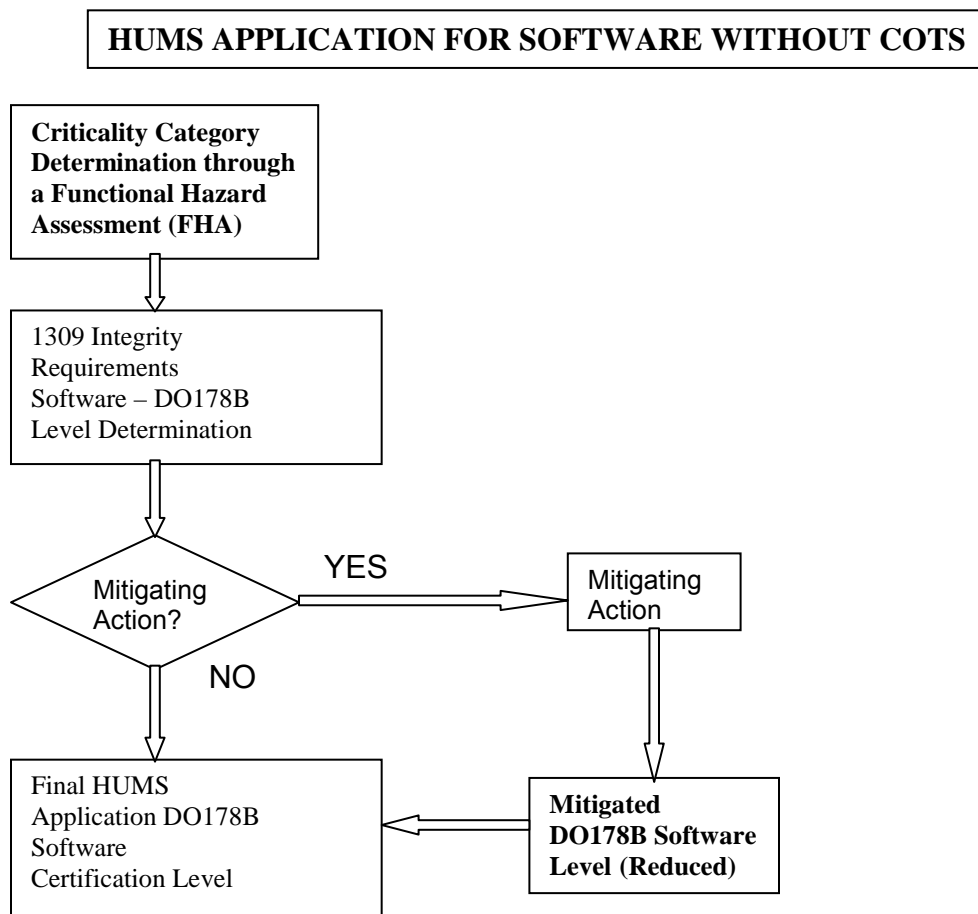 HUMS APPLICATION FOR SOFTWARE WITHOUT COTS
Criticality Category
Determination through
a Functional Hazard
Assessment (FHA)
1309 Integrity
Requirements
Software – DO178B
Level Determination
Mitigating
Action?
YES
Mitigating
Action
NO
Final HUMS
Application DO178B
Software
Certification Level
Mitigated
DO178B Software
Level (Reduced)